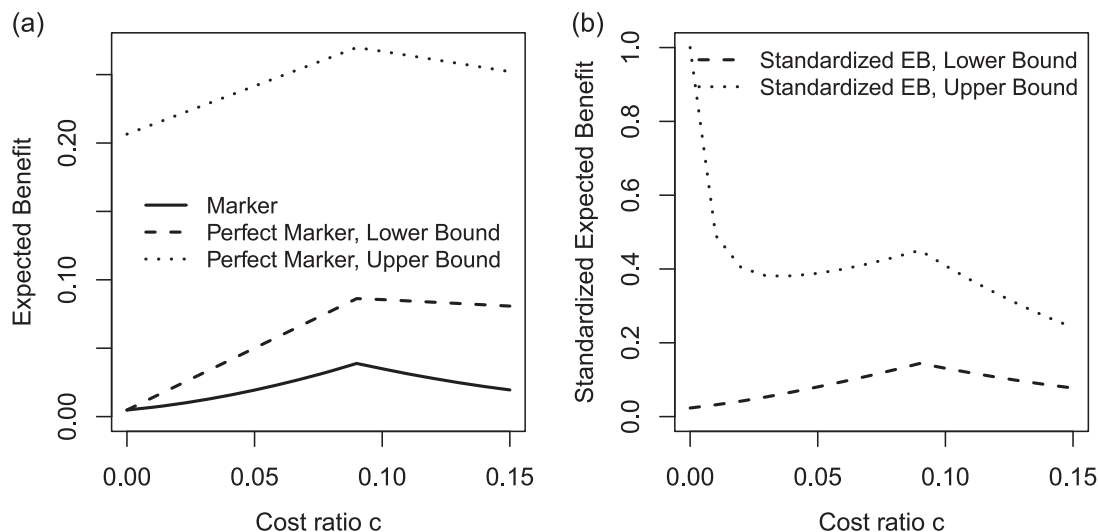 (a)
Expected Benefit
0.00
0.10
0.20
Marker
Perfect Marker, Lower Bound
Perfect Marker, Upper Bound
0.00
0.05
0.10
0.15
Cost ratio c
(b)
Standardized Expected Benefit
0.0
0.2
0.4
0.6
0.8
1.0
Standardized EB, Lower Bound
Standardized EB, Upper Bound
0.00
0.05
0.10
0.15
Cost ratio c